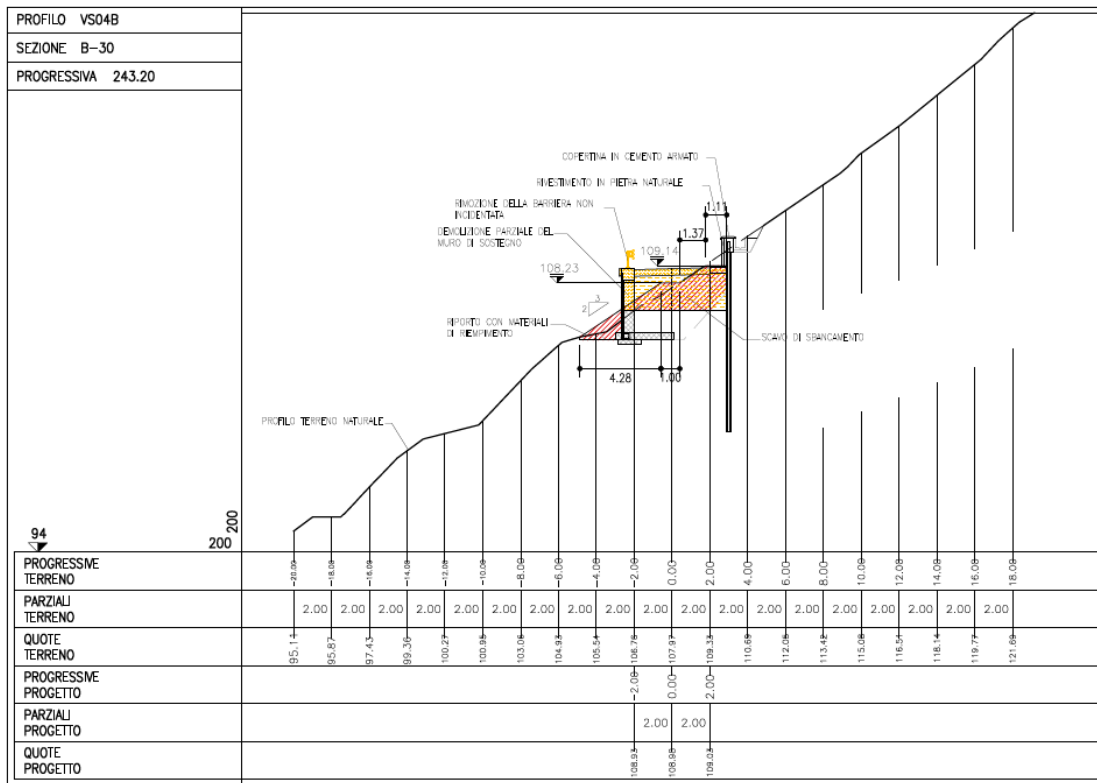 PROFILO VS04B
SEZIONE B-30
PROGRESSIVA 243.20
COPERTINA IN CEMENTO ARMATO
RIVESTIMENTO IN PIETRA NATURALE
RIMOZIONE DELLA BARRIERA NON
INCIDENTATA
1.11
DEMOLIZIONE PARZIALE DEL
MURO DI SOSTEGNO
1.37
109.14
108.23
3
2
RIPORTO CON MATERIALI
DI RIEMPIMENTO
SCAVO DI SBANCAMENTO
4.28
1.00
PROFILO TERRENO NATURALE
200
94
200
PROGRESSIVE
TERRENO
-20.00 -18.00 -16.00 -14.00 -12.00 -10.00 -8.00 -6.00 -4.00 -2.00 0.00 2.00 4.00 6.00 8.00 10.00 12.00 14.00 16.00 18.00
PARZIALI
TERRENO
2.00 2.00 2.00 2.00 2.00 2.00 2.00 2.00 2.00 2.00 2.00 2.00 2.00 2.00 2.00 2.00 2.00 2.00 2.00
QUOTE
TERRENO
95.11 95.87 97.43 99.36 100.27 100.95 103.06 104.93 105.54 106.76 107.97 109.33 110.69 112.06 113.42 115.08 116.54 118.14 119.77 121.69
PROGRESSIVE
PROGETTO
-2.00 0.00 2.00
PARZIALI
PROGETTO
2.00 2.00
QUOTE
PROGETTO
108.93 108.98 109.03